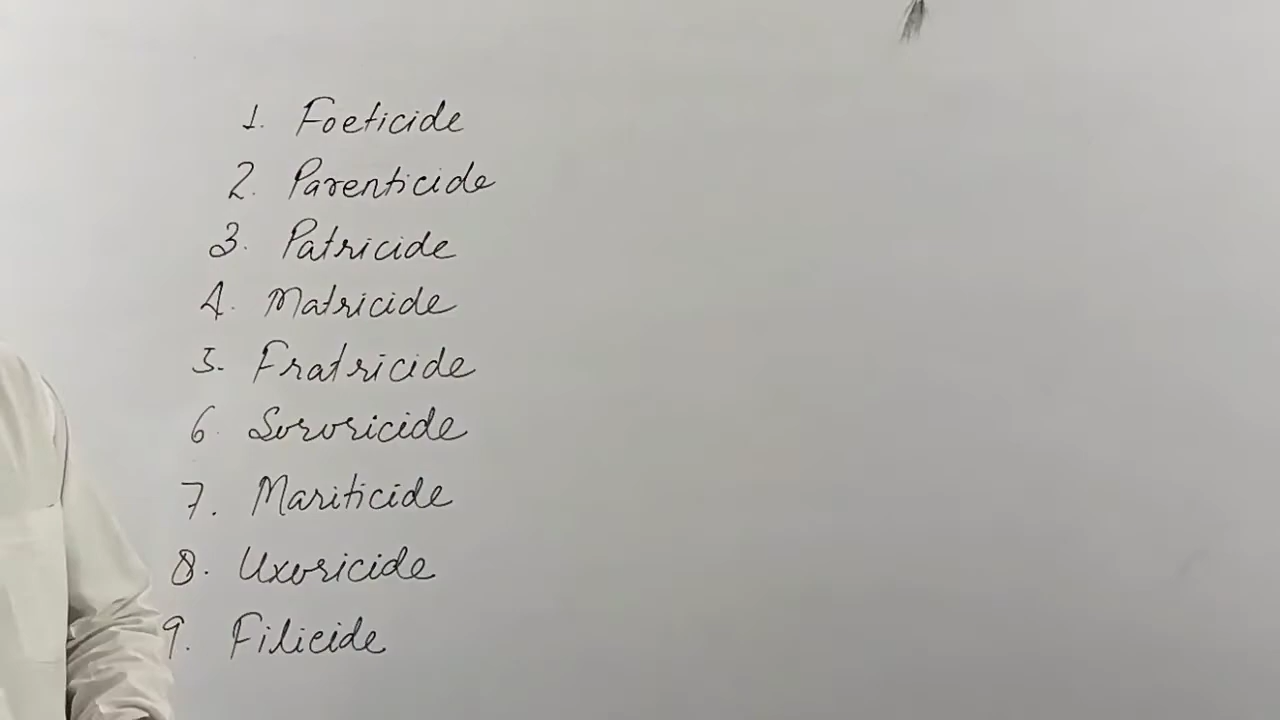 1. Foeticide
2. Parenticide
3. Patricide
4. Matricide
5. Fratricide
6. Sororicide
7. Mariticide
8. Uxoricide
9. Filicide